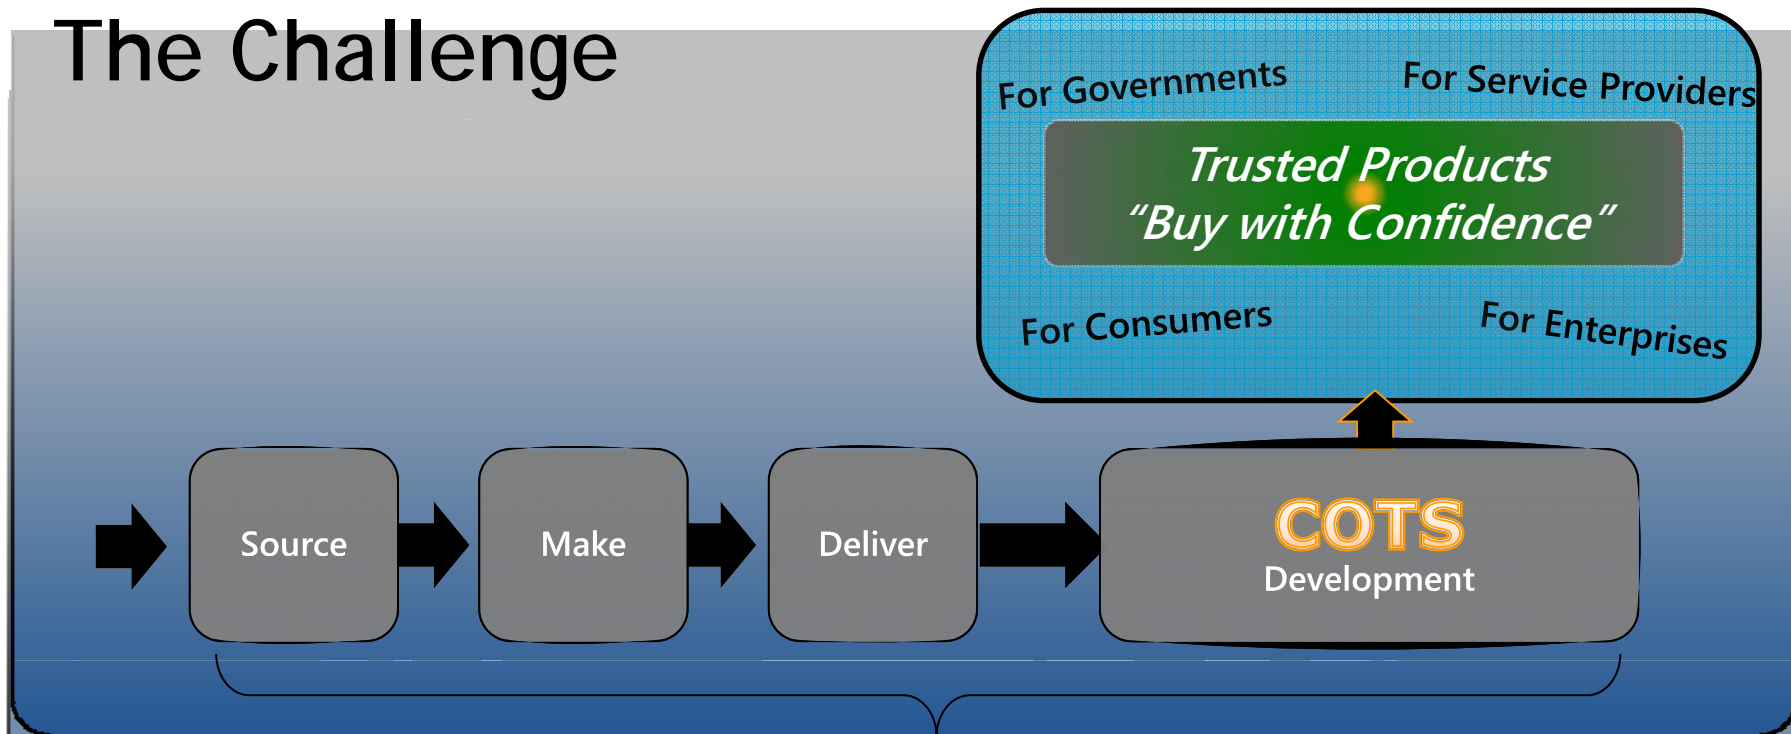 The Challenge
For Governments
For Service Providers
Trusted Products
“Buy with Confidence”
For Consumers
For Enterprises
Source
Make
Deliver
COTS
Development